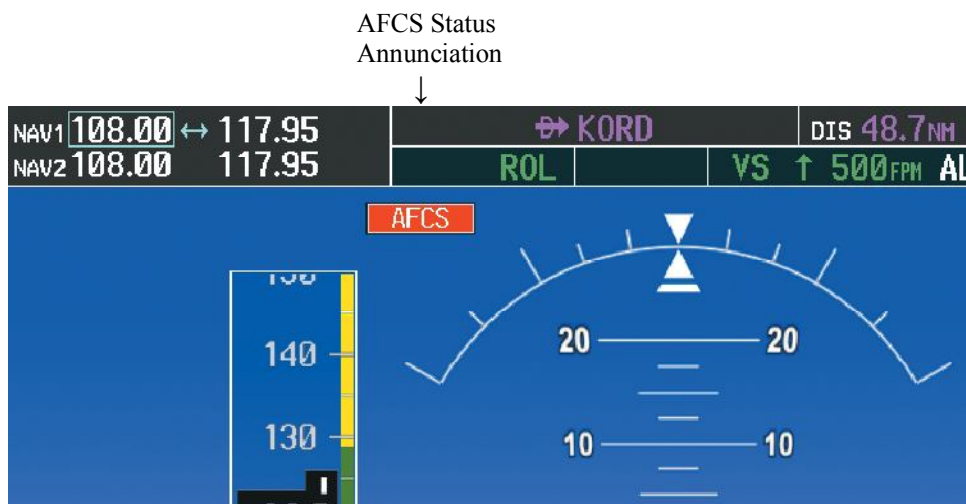 AFCS Status
Annunciation
↓
NAV1 108.00 ↔ 117.95
NAV2 108.00 117.95
KORD
DIS 48.7NM
ROL VS ↑ 500FPM
AFCS
20 20
140
130
10 10